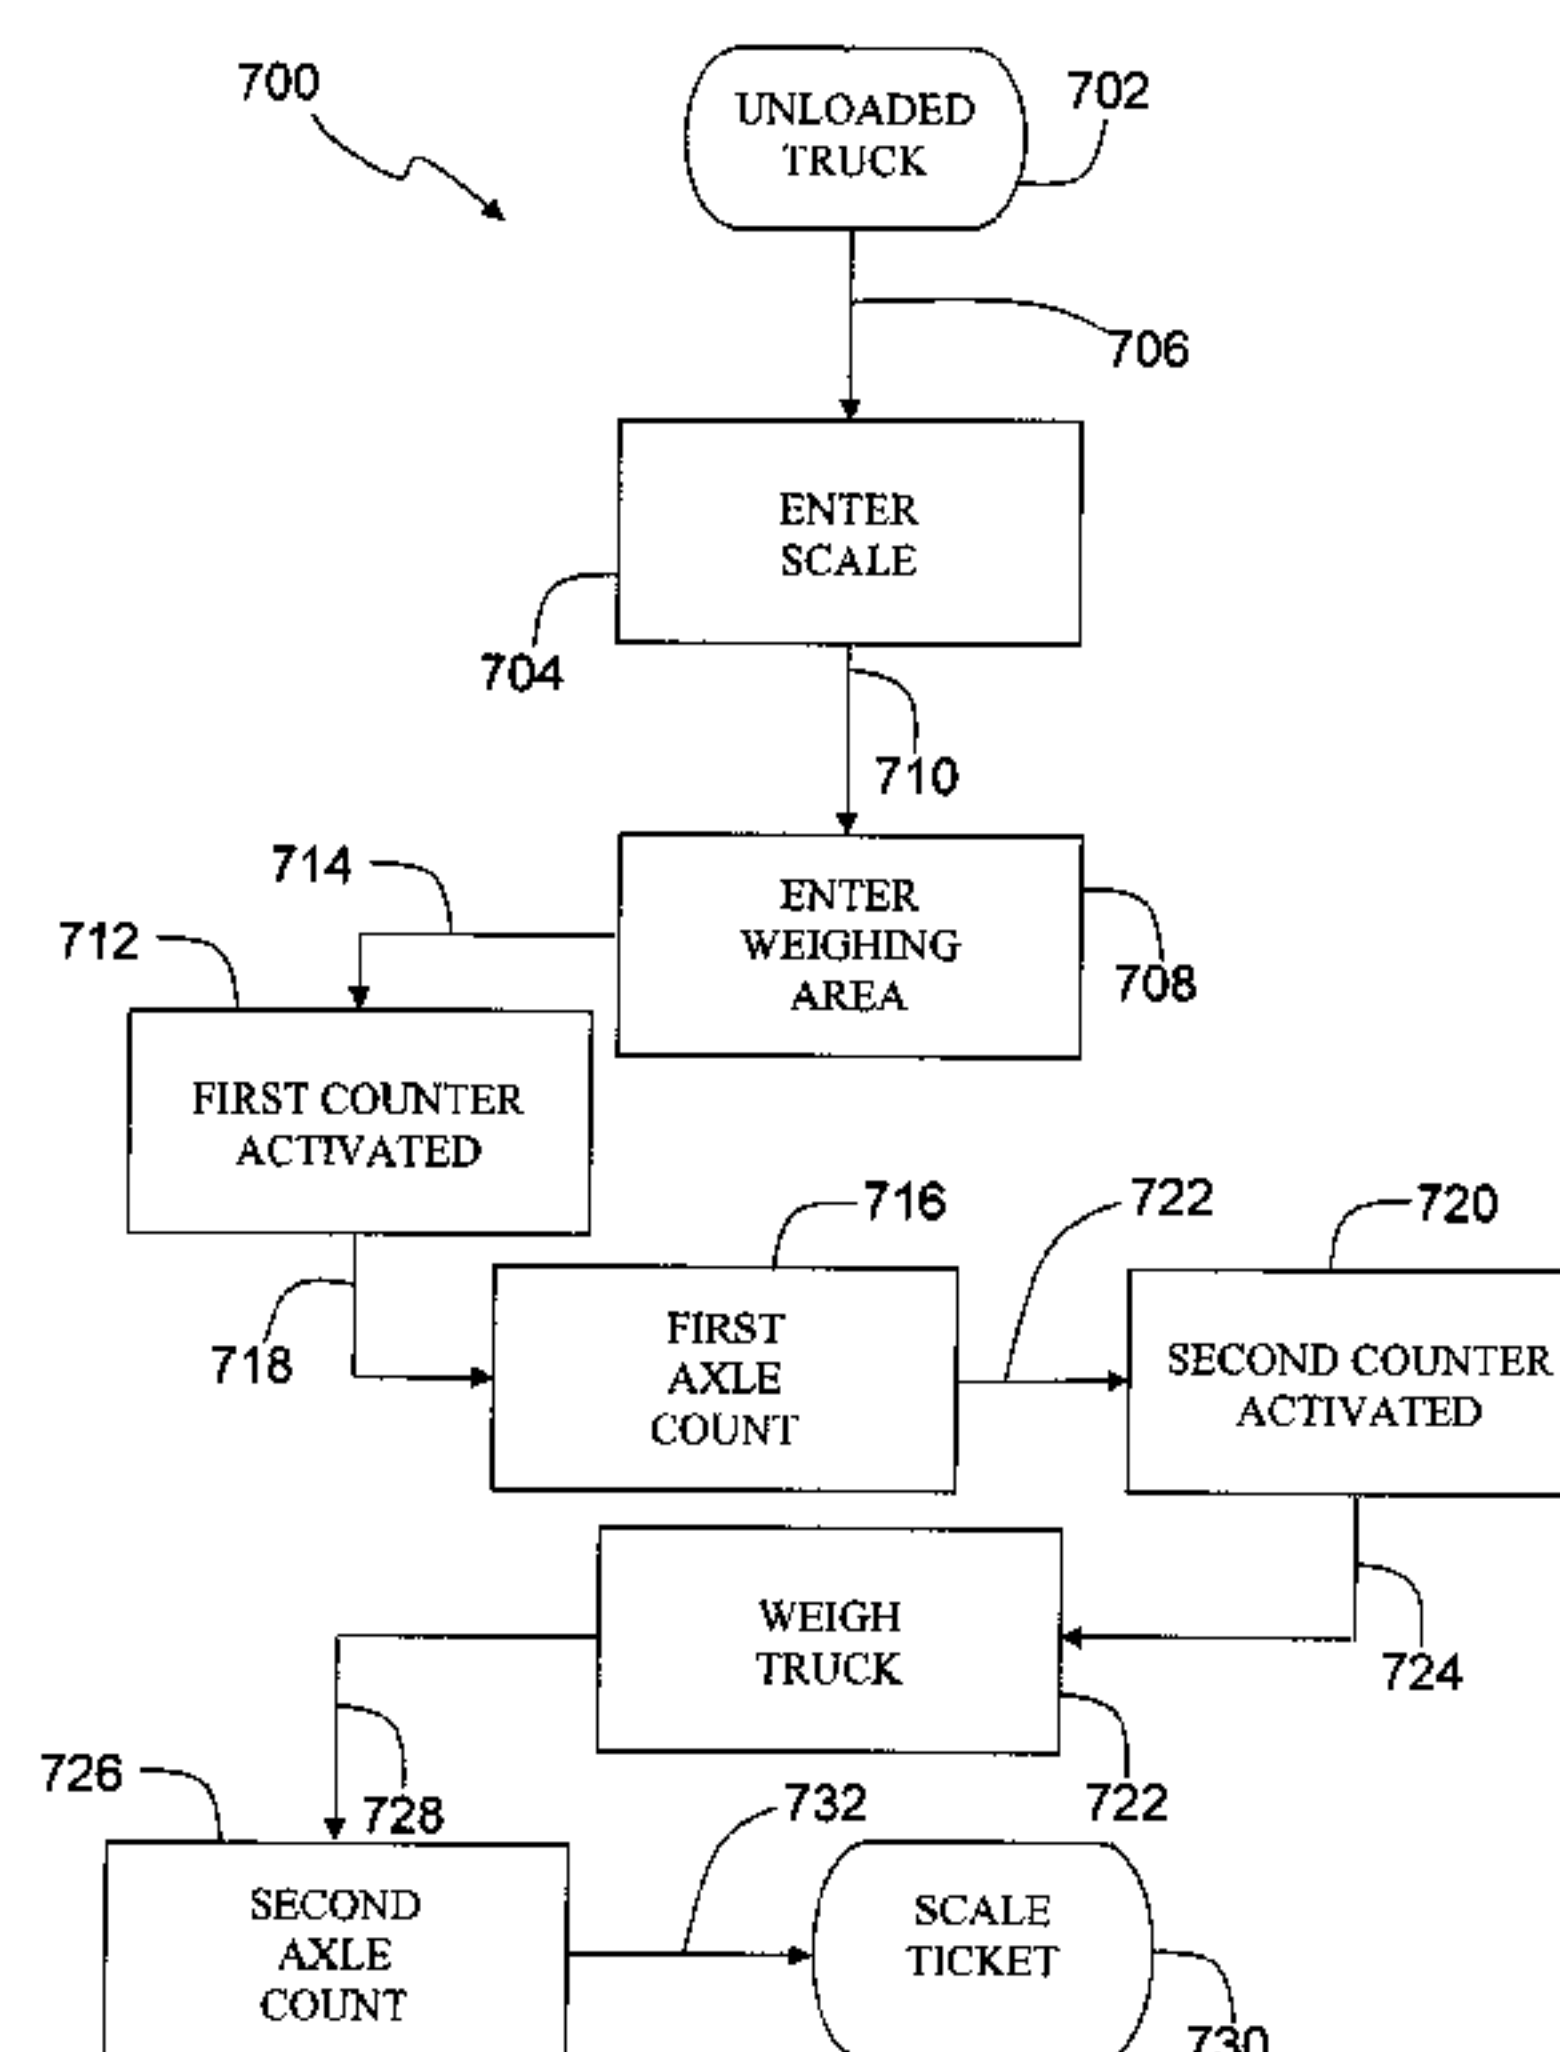 700
UNLOADED
TRUCK
702
706
ENTER
SCALE
704
710
714
ENTER
WEIGHING
AREA
712
708
FIRST COUNTER
ACTIVATED
716
722
720
718
FIRST
AXLE
COUNT
SECOND COUNTER
ACTIVATED
WEIGH
TRUCK
724
726
728
732
722
SECOND
AXLE
COUNT
SCALE
TICKET
730